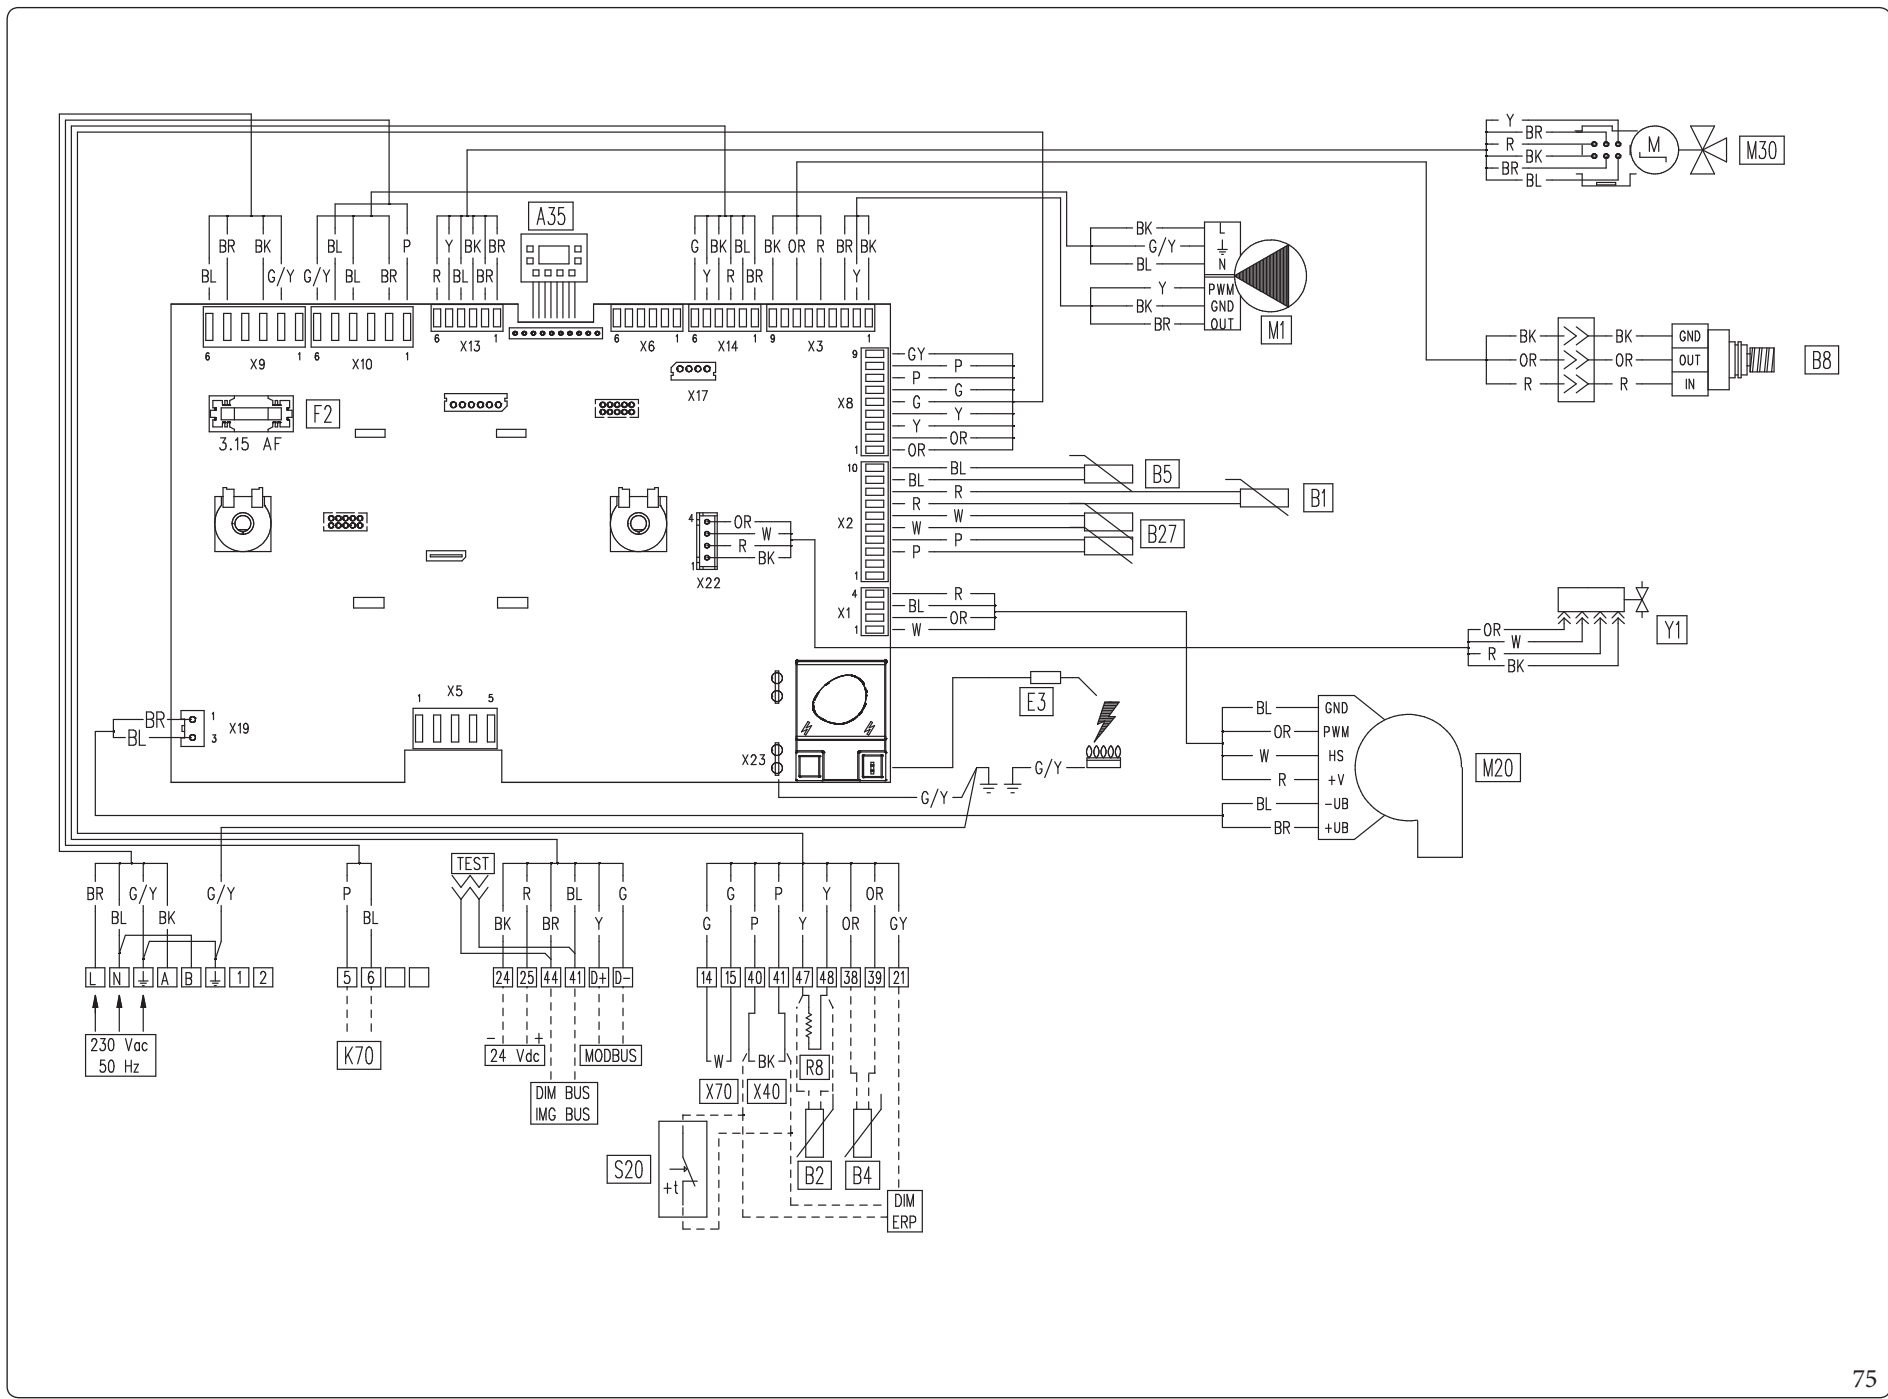 Y
BR
R
BK
BR
BL
M
M30
A35
BR BK
BL G/Y
BL P
G/Y BL BR
Y BK BR
R BL BR
G BK BL BK OR R BR BK
Y R BR Y
BK L
G/Y
BL N
Y PWM
BK GND
BR OUT
M1
6 1
X9
6 1
X10
6 1
X13
6 1
X6
6 1
X14
9 1
X3
BK BK GND
OR OR OUT
R R IN
B8
X17
F2
3.15 AF
9
X8
1
GY
P
P
G
G
Y
Y
OR
OR
10
X2
1
BL
BL
R
R
W
W
P
P
B5
B1
B27
4
1
X22
OR
W
R
BK
4
X1
1
R
BL
OR
W
OR
W
R
BK
Y1
E3
1 X5 5
BR
BL
1
3
X19
X23
G/Y
G/Y
BL GND
OR PWM
W HS
R +V
BL -UB
BR +UB
M20
TEST
BR G/Y G/Y
BL BK
P
BL
R BL G
BK BR Y
G P Y OR
G P Y OR GY
L N A B 1 2
5 6
24 25 44 41 D+ D-
14 15 40 41 47 48 38 39 21
230 Vac
50 Hz
K70
- +
24 Vdc
MODBUS
DIM BUS
IMG BUS
W BK
R8
X70 X40
S20
+t
B2 B4
DIM
ERP
75